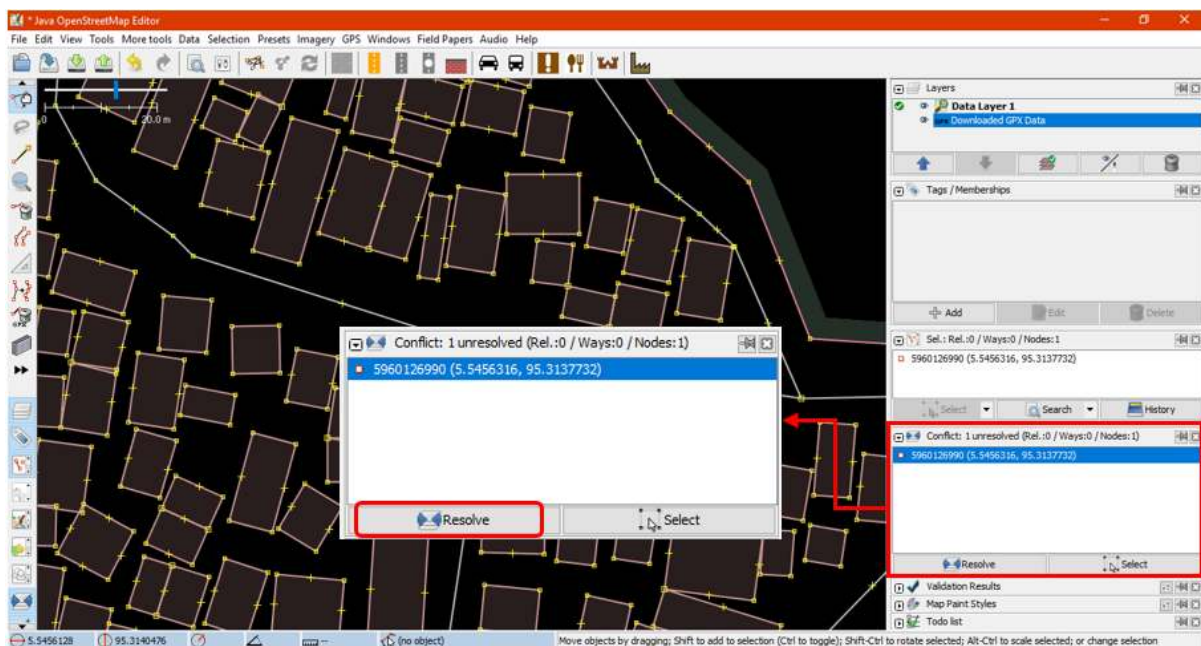 * Java OpenStreetMap Editor
File Edit View Tools More tools Data Selection Presets Imagery GPS Windows Field Papers Audio Help
0 20.0 m
Layers
Data Layer 1
Downloaded GPX Data
Tags / Memberships
Add Edit Delete
Sel.: Rel.:0 / Ways:0 / Nodes:1
5960126990 (5.5456316, 95.3137732)
Select Search History
Conflict: 1 unresolved (Rel.:0 / Ways:0 / Nodes:1)
5960126990 (5.5456316, 95.3137732)
Resolve Select
Conflict: 1 unresolved (Rel.:0 / Ways:0 / Nodes:1)
5960126990 (5.5456316, 95.3137732)
Resolve Select
Validation Results
Map Paint Styles
Todo list
5.5456128 95.3140476 -- (no object) Move objects by dragging; Shift to add to selection (Ctrl to toggle); Shift-Ctrl to rotate selected; Alt-Ctrl to scale selected; or change selection